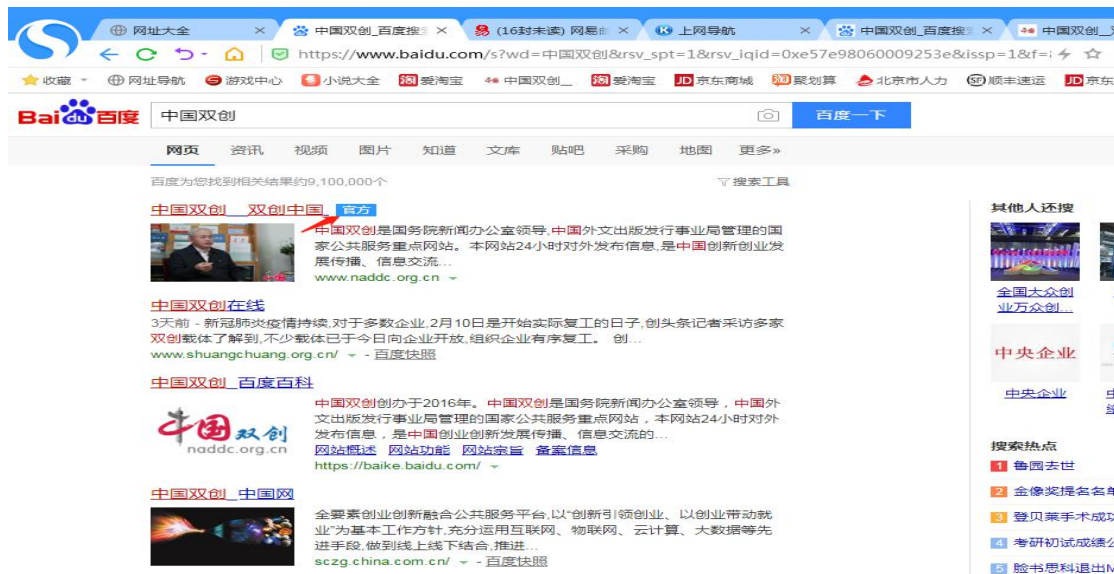 网址大全
中国双创_百度搜
(16封未读) 网易
上网导航
中国双创_百度搜
中国双创__双
https://www.baidu.com/s?wd=中国双创&rsv_spt=1&rsv_iqid=0xe57e98060009253e&issp=1&f=
收藏 网址导航 游戏中心 小说大全 爱淘宝 中国双创_ 爱淘宝 京东商城 聚划算 北京市人力 顺丰速运 京东
Bai du 百度 中国双创 百度一下
网页 资讯 视频 图片 知道 文库 贴吧 采购 地图 更多»
百度为您找到相关结果约9,100,000个 搜索工具
中国双创__双创中国_ 官方
中国双创是国务院新闻办公室领导,中国外文出版发行事业局管理的国
家公共服务重点网站。本网站24小时对外发布信息,是中国创新创业发
展传播、信息交流...
www.naddc.org.cn
中国双创在线
3天前 - 新冠肺炎疫情持续,对于多数企业,2月10日是开始实际复工的日子,创头条记者采访多家
双创载体了解到,不少载体已于今日向企业开放,组织企业有序复工。 创...
www.shuangchuang.org.cn/ - 百度快照
中国双创_百度百科
中国双创
naddc.org.cn
中国双创创办于2016年。中国双创是国务院新闻办公室领导，中国外
文出版发行事业局管理的国家公共服务重点网站，本网站24小时对外
发布信息，是中国创业创新发展传播、信息交流的...
网站概述 网站功能 网站宗旨 备案信息
https://baike.baidu.com/
中国双创_中国网
全要素创业创新融合公共服务平台,以“创新引领创业、以创业带动就
业”为基本工作方针,充分运用互联网、物联网、云计算、大数据等先
进手段,做到线上线下结合,推进...
sczg.china.com.cn/ - 百度快照
其他人还搜
全国大众创
业万众创...
中央企业
中央企业
搜索热点
1 鲁园去世
2 金像奖提名名单
3 登贝莱手术成功
4 考研初试成绩公
5 脸书思科退出M